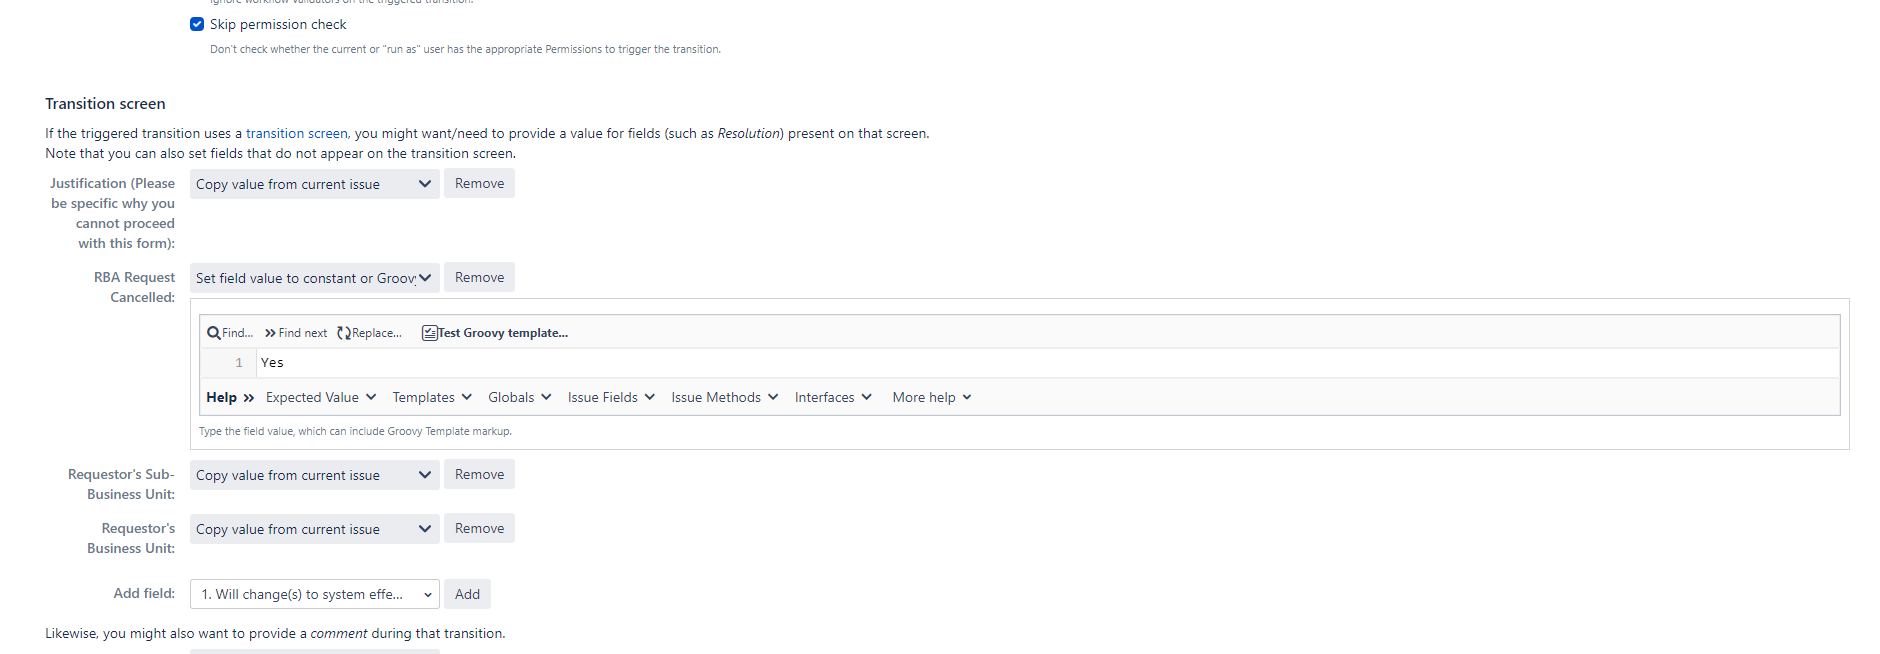 Ignore workflow Validators on the triggered transition.
Skip permission check
Don't check whether the current or "run as" user has the appropriate Permissions to trigger the transition.
Transition screen
If the triggered transition uses a transition screen, you might want/need to provide a value for fields (such as Resolution) present on that screen.
Note that you can also set fields that do not appear on the transition screen.
Justification (Please
be specific why you
cannot proceed
with this form):
Copy value from current issue
Remove
RBA Request
Cancelled:
Set field value to constant or Groov
Remove
Find... Find next Replace... Test Groovy template...
1 Yes
Help Expected Value Templates Globals Issue Fields Issue Methods Interfaces More help
Type the field value, which can include Groovy Template markup.
Requestor's Sub-
Business Unit:
Copy value from current issue
Remove
Requestor's
Business Unit:
Copy value from current issue
Remove
Add field: 1. Will change(s) to system effe... Add
Likewise, you might also want to provide a comment during that transition.